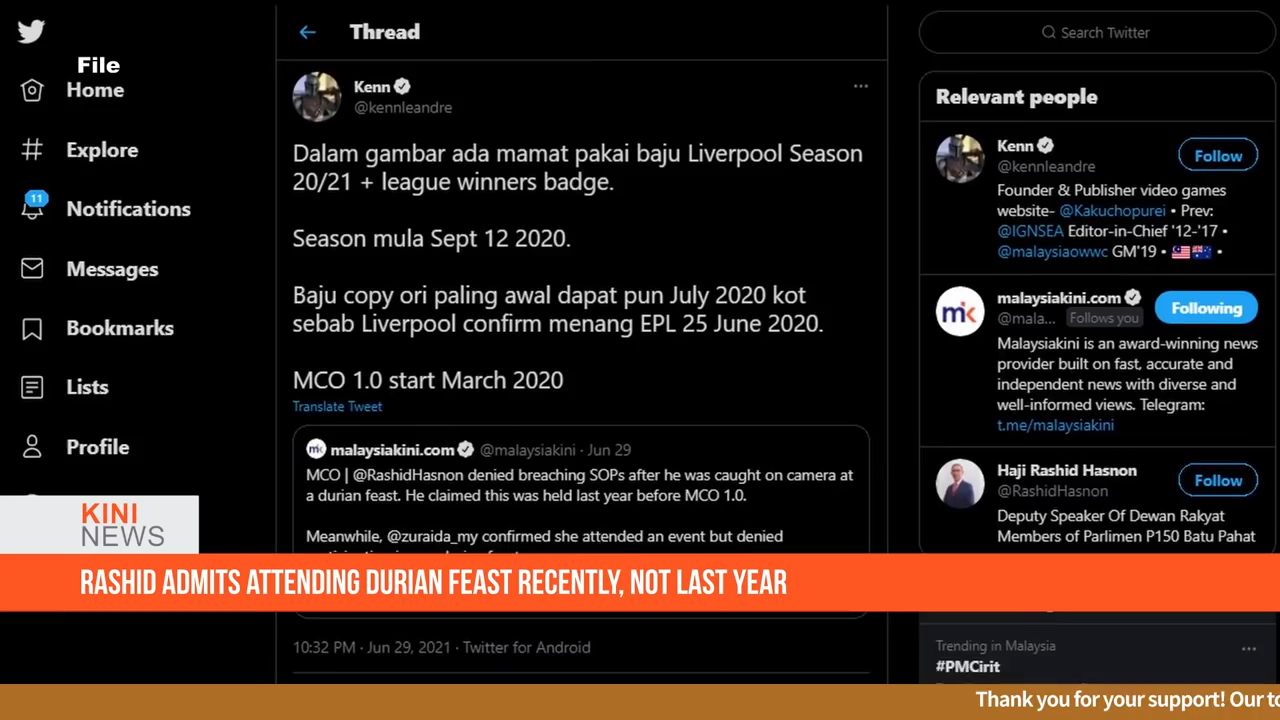 File
Home
Explore
11
Notifications
Messages
Bookmarks
Lists
Profile
Thread
Kenn
@kennleandre
Dalam gambar ada mamat pakai baju Liverpool Season
20/21 + league winners badge.
Season mula Sept 12 2020.
Baju copy ori paling awal dapat pun July 2020 kot
sebab Liverpool confirm menang EPL 25 June 2020.
MCO 1.0 start March 2020
Translate Tweet
malaysiakini.com @malaysiakini · Jun 29
MCO | @RashidHasnon denied breaching SOPs after he was caught on camera at
a durian feast. He claimed this was held last year before MCO 1.0.
Meanwhile, @zuraida_my confirmed she attended an event but denied
10:32 PM · Jun 29, 2021 · Twitter for Android
Search Twitter
Relevant people
Kenn
@kennleandre
Follow
Founder & Publisher video games
website- @Kakuchopurei • Prev:
@IGNSEA Editor-in-Chief '12-'17 •
@malaysiaowwc GM'19 • 🇲🇾🇦🇺 •
mk
malaysiakini.com
@mala... Follows you
Following
Malaysiakini is an award-winning news
provider built on fast, accurate and
independent news with diverse and
well-informed views. Telegram:
t.me/malaysiakini
Haji Rashid Hasnon
@RashidHasnon
Follow
Deputy Speaker Of Dewan Rakyat
Members of Parlimen P150 Batu Pahat
Trending in Malaysia
#PMCirit
KINI
NEWS
RASHID ADMITS ATTENDING DURIAN FEAST RECENTLY, NOT LAST YEAR
Thank you for your support! Our to